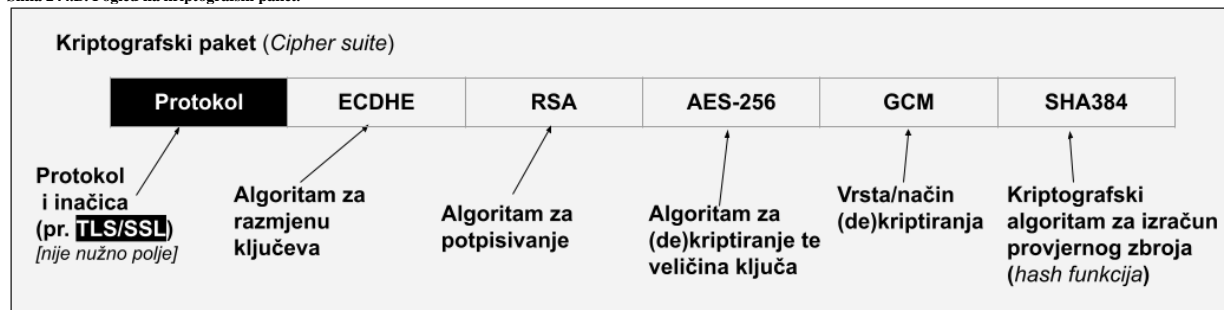 Kriptografski paket (Cipher suite)
Protokol ECDHE RSA AES-256 GCM SHA384
Protokol
i inačica
(pr. TLS/SSL)
[nije nužno polje]
Algoritam za
razmjenu
ključeva
Algoritam za
potpisivanje
Algoritam za
(de)kriptiranje te
veličina ključa
Vrsta/način
(de)kriptiranja
Kriptografski
algoritam za izračun
provjernog zbroja
(hash funkcija)